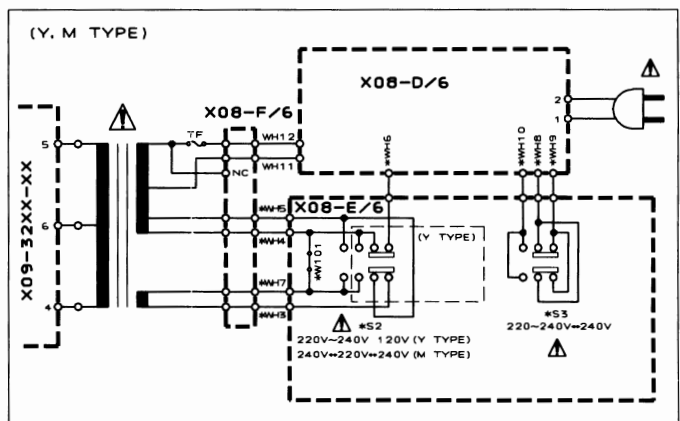 (Y, M TYPE)
X08-D/6
2
1
X08-F/6
TF
WH12
WH11
NC
*WH6
*WH10
*WH8
*WH9
5
6
4
X09-32XX-XX
X08-E/6
*WH5
*WH4
*WH7
*WH3
*W101
(Y TYPE)
*S2
220V~240V 120V (Y TYPE)
240V↔220V↔240V (M TYPE)
*S3
220~240V↔240V